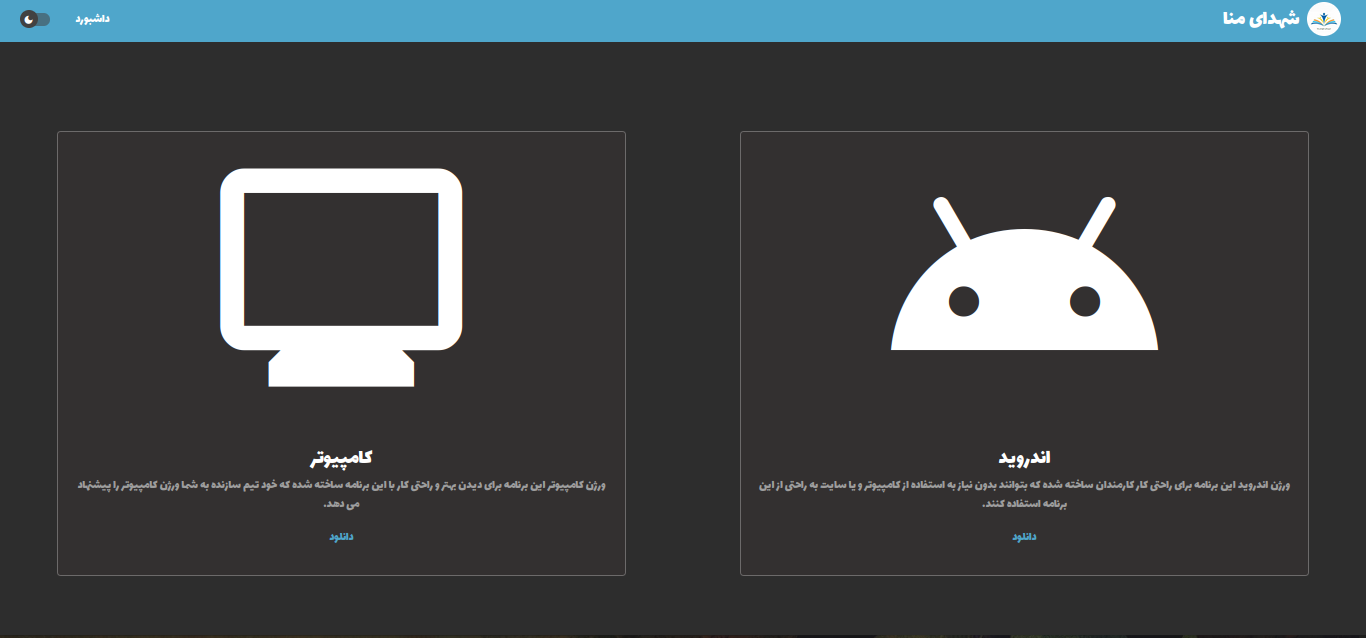 شهدای منا
داشبورد
اندروید
ورژن اندروید این برنامه برای راحتی کار کارمندان ساخته شده که بتوانند بدون نیاز به استفاده از کامپیوتر و یا سایت به راحتی از این
برنامه استفاده کنند.
دانلود
کامپیوتر
ورژن کامپیوتر این برنامه برای دیدن بهتر و راحتی کار با این برنامه ساخته شده که خود تیم سازنده به شما ورژن کامپیوتر را پیشنهاد
می دهد.
دانلود